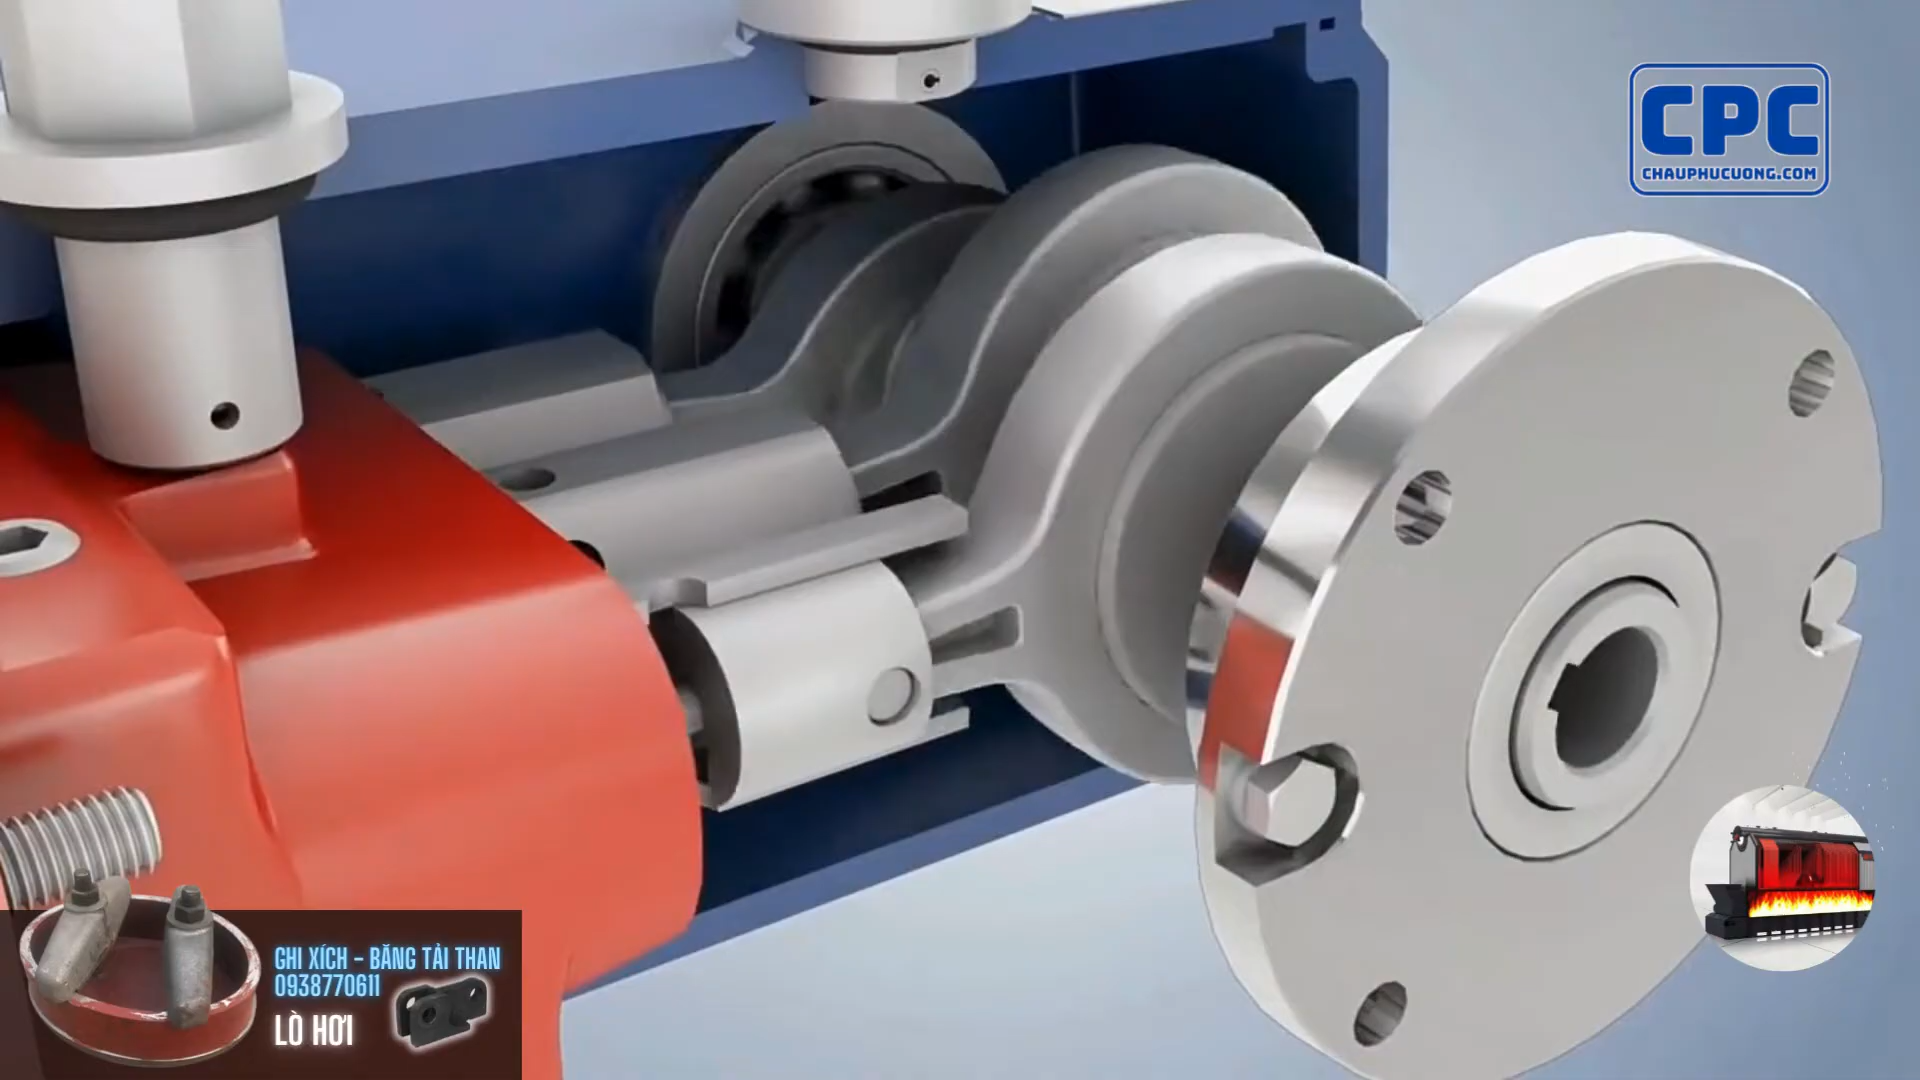 CPC
CHAUPHUCUONG.COM
GHI XÍCH - BĂNG TẢI THAN
0938770611
LÒ HƠI